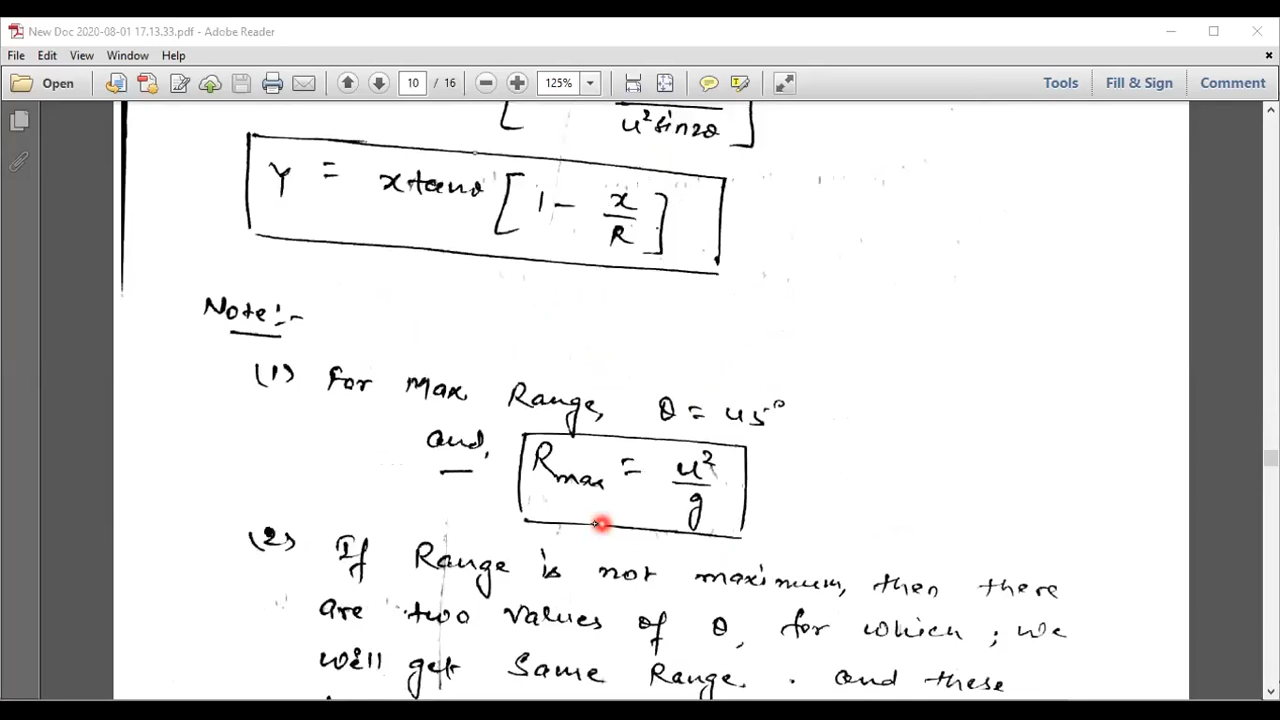 New Doc 2020-08-01 17.13.33.pdf - Adobe Reader
File Edit View Window Help
Open 10 / 16 125% Tools Fill & Sign Comment
u² sin2θ
Y = x tanθ [1 - x/R]
Note:-
(1) For Max Range, θ = 45°
and, Rmax = u²/g
(2) If Range is not maximum, then there
are two values of θ, for which, we
will get Same Range. and these